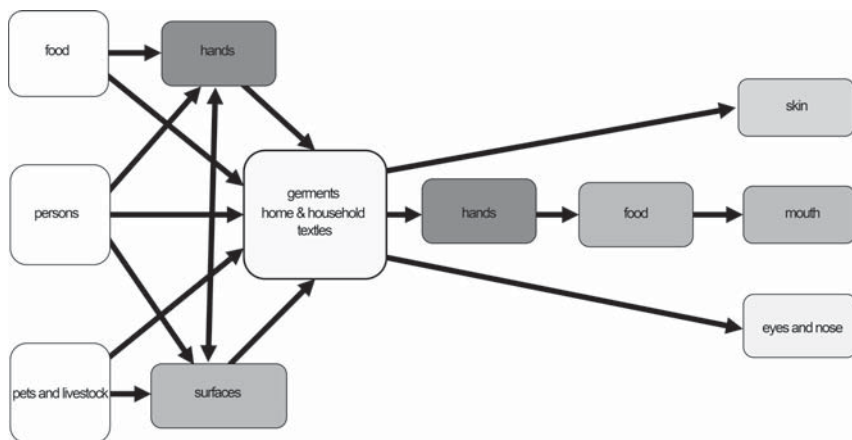 food
hands
skin
persons
germents
home & household
textles
hands
food
mouth
eyes and nose
pets and livestock
surfaces